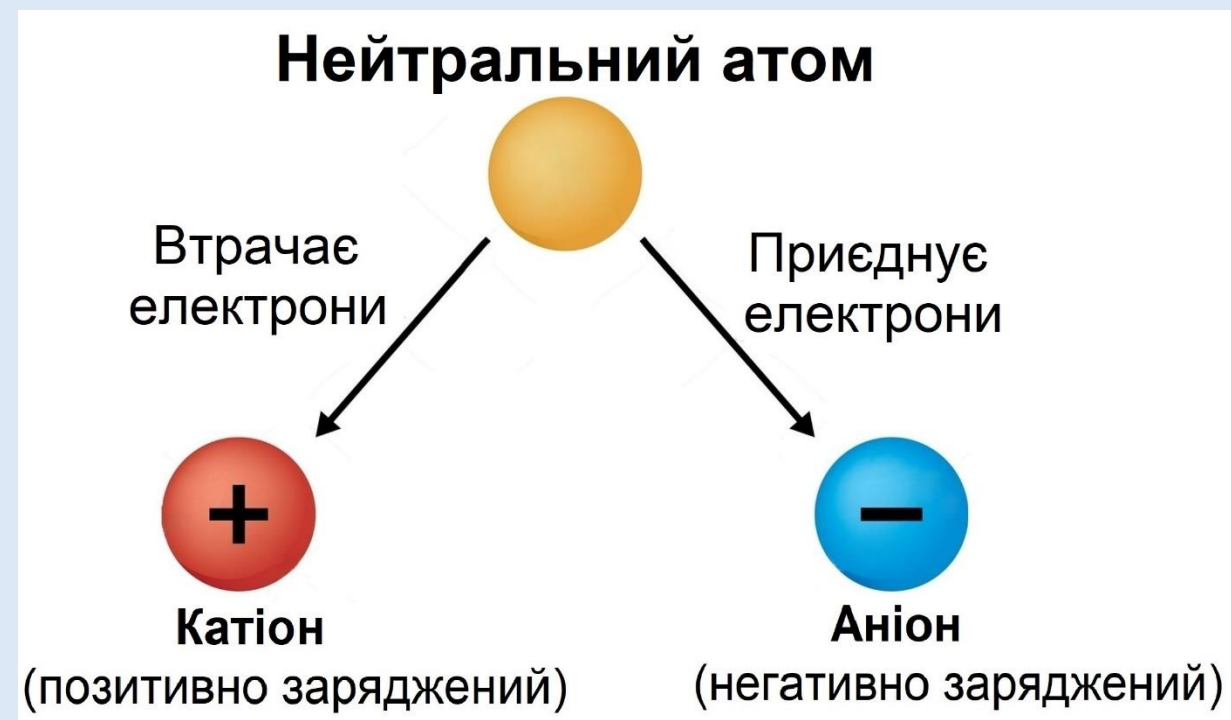 Нейтральний атом
Втрачає
електрони
Приєднує
електрони
+
−
Катіон
(позитивно заряджений)
Аніон
(негативно заряджений)